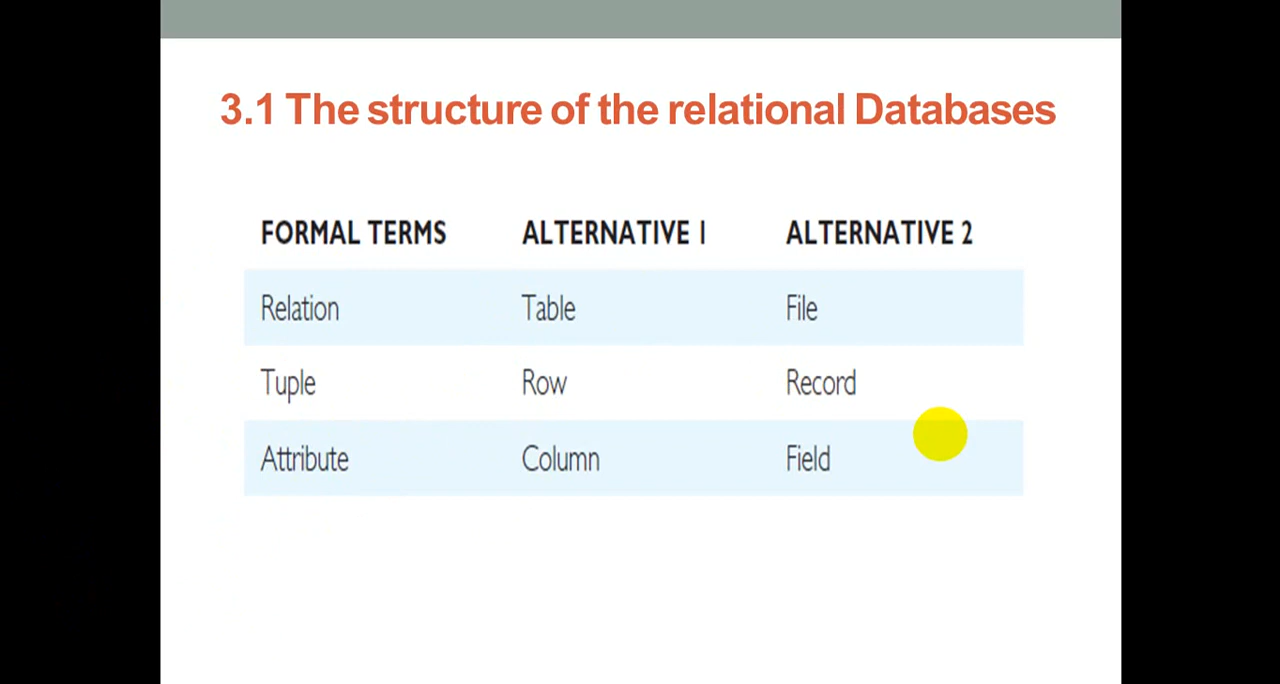 3.1 The structure of the relational Databases
FORMAL TERMS ALTERNATIVE 1 ALTERNATIVE 2
Relation Table File
Tuple Row Record
Attribute Column Field